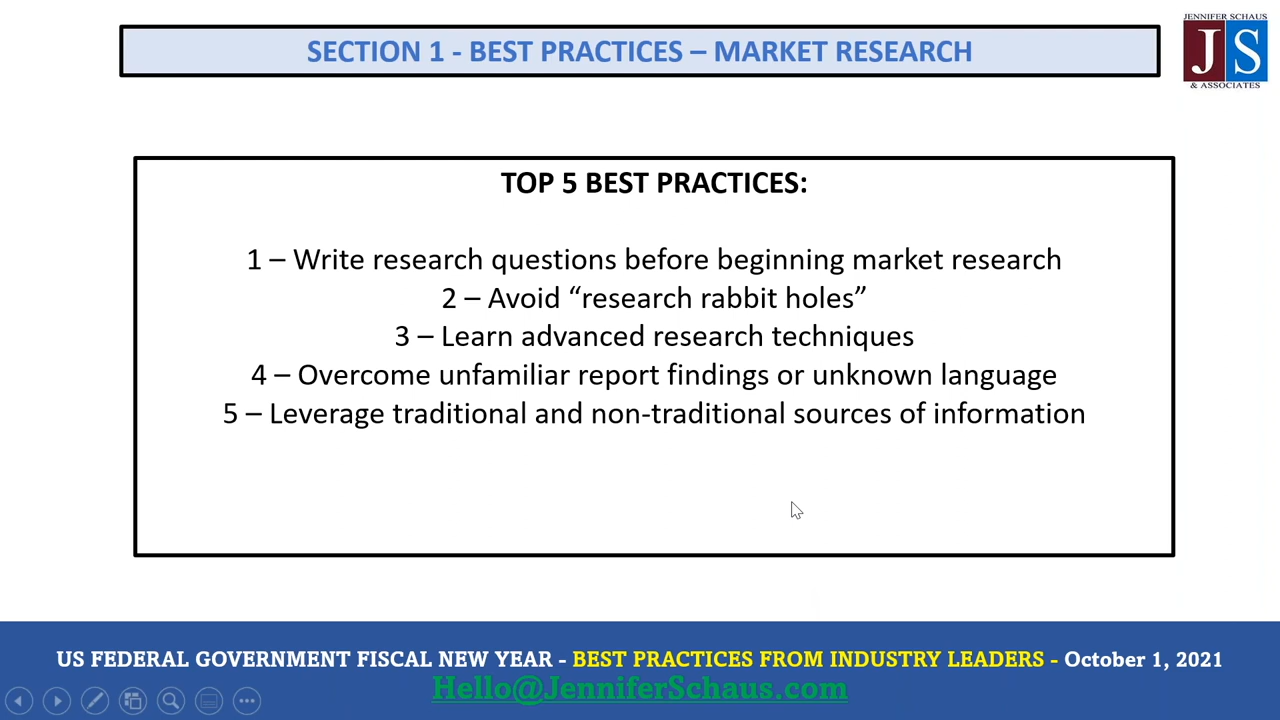 SECTION 1 - BEST PRACTICES – MARKET RESEARCH
JENNIFER SCHAUS
JS
& ASSOCIATES
TOP 5 BEST PRACTICES:
1 – Write research questions before beginning market research
2 – Avoid “research rabbit holes”
3 – Learn advanced research techniques
4 – Overcome unfamiliar report findings or unknown language
5 – Leverage traditional and non-traditional sources of information
US FEDERAL GOVERNMENT FISCAL NEW YEAR - BEST PRACTICES FROM INDUSTRY LEADERS - October 1, 2021
Hello@JenniferSchaus.com